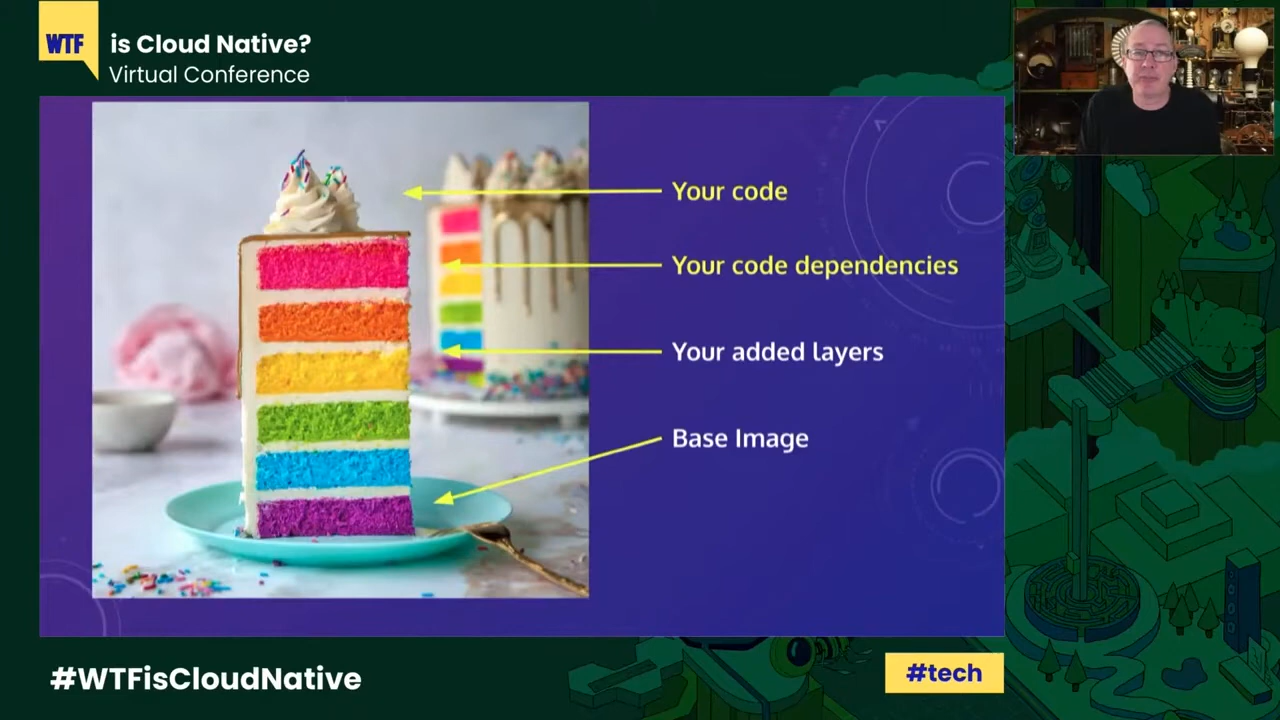 WTF is Cloud Native?
Virtual Conference
Your code
Your code dependencies
Your added layers
Base Image
#WTFisCloudNative
#tech